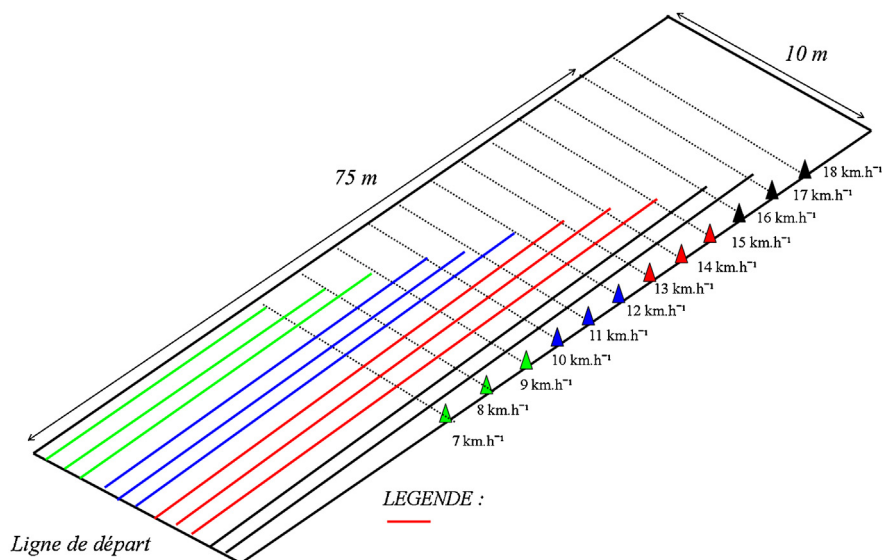 10 m
75 m
18 km.h⁻¹
17 km.h⁻¹
16 km.h⁻¹
15 km.h⁻¹
14 km.h⁻¹
13 km.h⁻¹
12 km.h⁻¹
11 km.h⁻¹
10 km.h⁻¹
9 km.h⁻¹
8 km.h⁻¹
7 km.h⁻¹
LEGENDE :
Ligne de départ